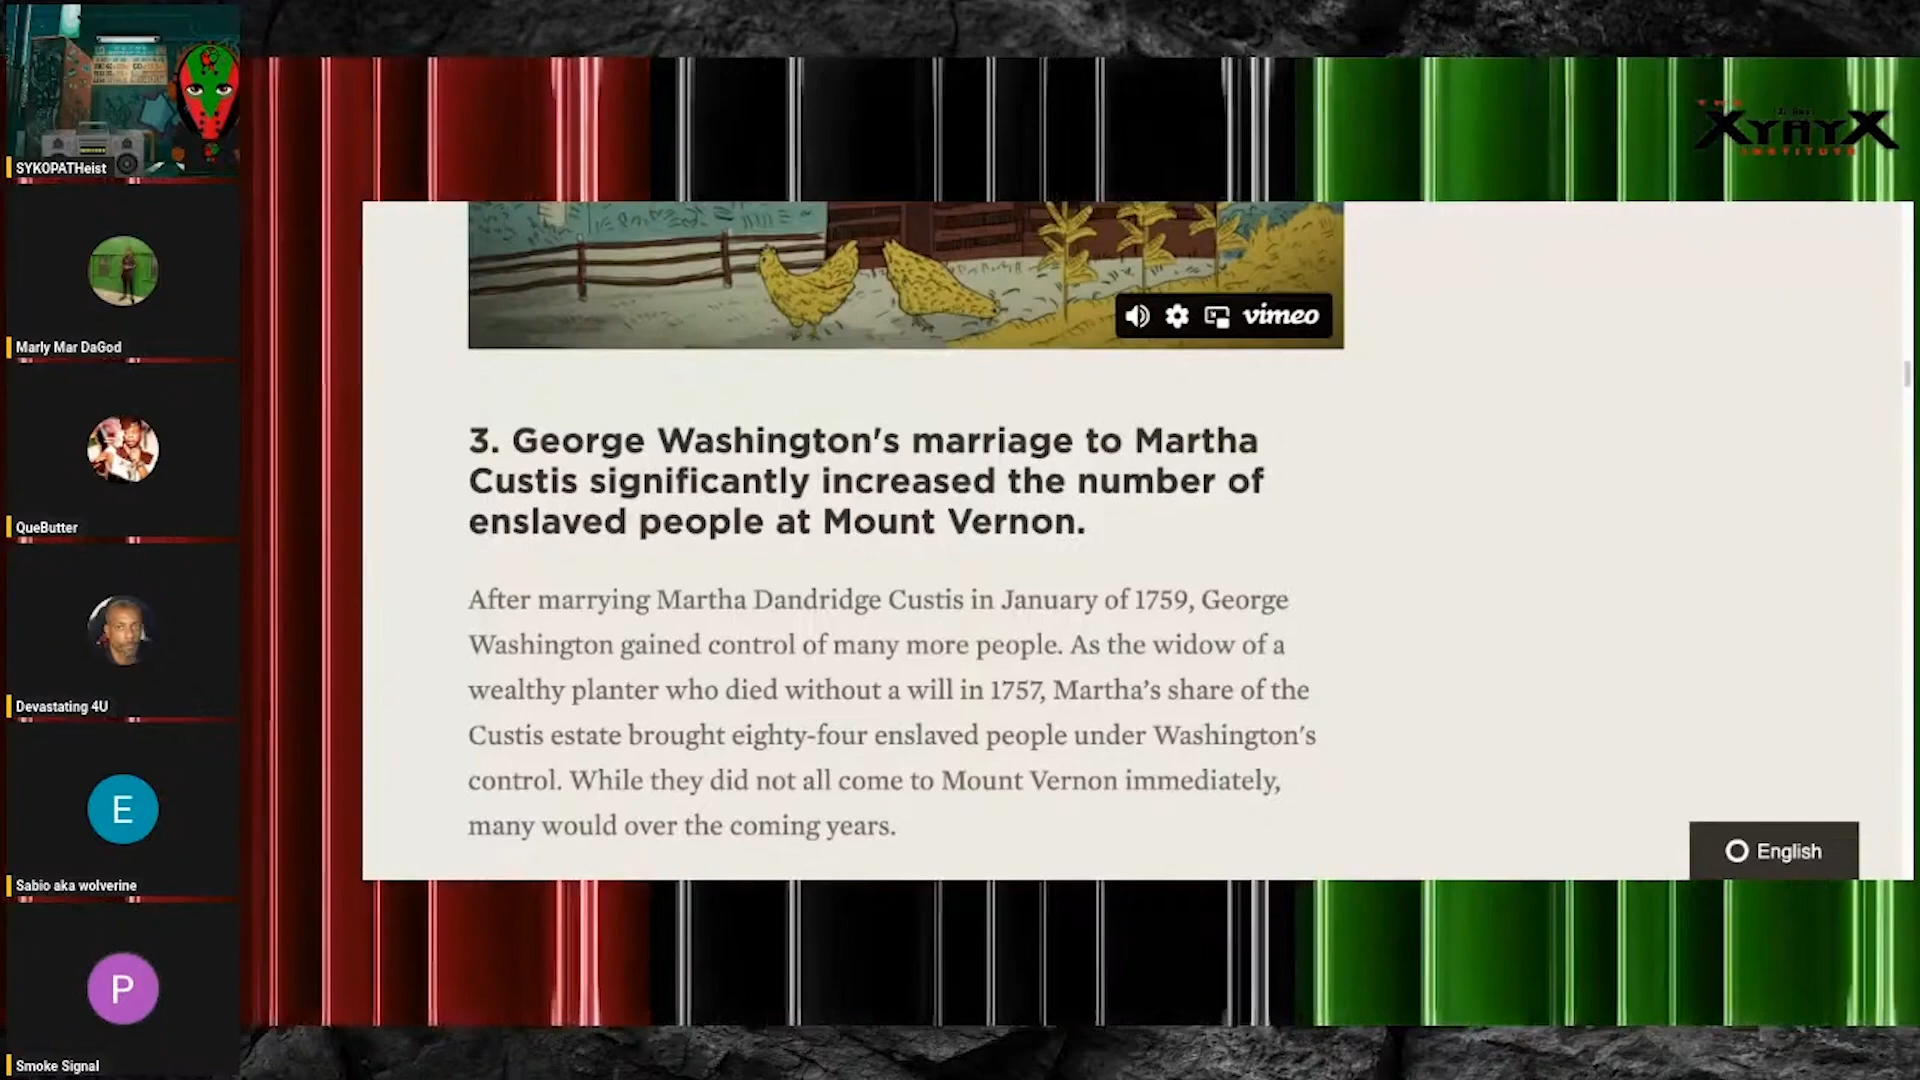 SYKOPATHeist
Marly Mar DaGod
QueButter
Devastating 4U
E
Sabio aka wolverine
P
Smoke Signal
THE
XYAYX
INSTITUTE
vimeo
3. George Washington's marriage to Martha
Custis significantly increased the number of
enslaved people at Mount Vernon.
After marrying Martha Dandridge Custis in January of 1759, George
Washington gained control of many more people. As the widow of a
wealthy planter who died without a will in 1757, Martha’s share of the
Custis estate brought eighty-four enslaved people under Washington’s
control. While they did not all come to Mount Vernon immediately,
many would over the coming years.
English